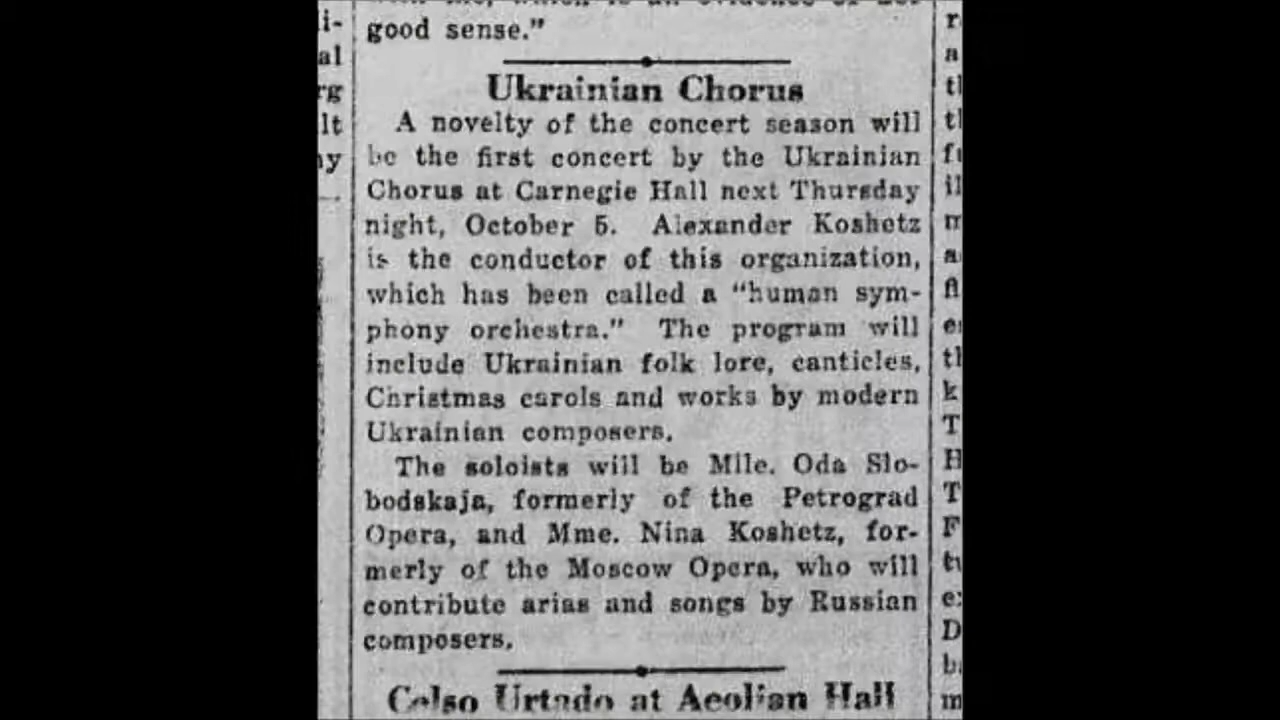 good sense."
Ukrainian Chorus
A novelty of the concert season will
be the first concert by the Ukrainian
Chorus at Carnegie Hall next Thursday
night, October 5. Alexander Koshetz
is the conductor of this organization,
which has been called a "human sym-
phony orchestra." The program will
include Ukrainian folk lore, canticles,
Christmas carols and works by modern
Ukrainian composers.
The soloists will be Mlle. Oda Slo-
bodskaja, formerly of the Petrograd
Opera, and Mme. Nina Koshetz, for-
merly of the Moscow Opera, who will
contribute arias and songs by Russian
composers.
Celso Urtado at Aeolian Hall